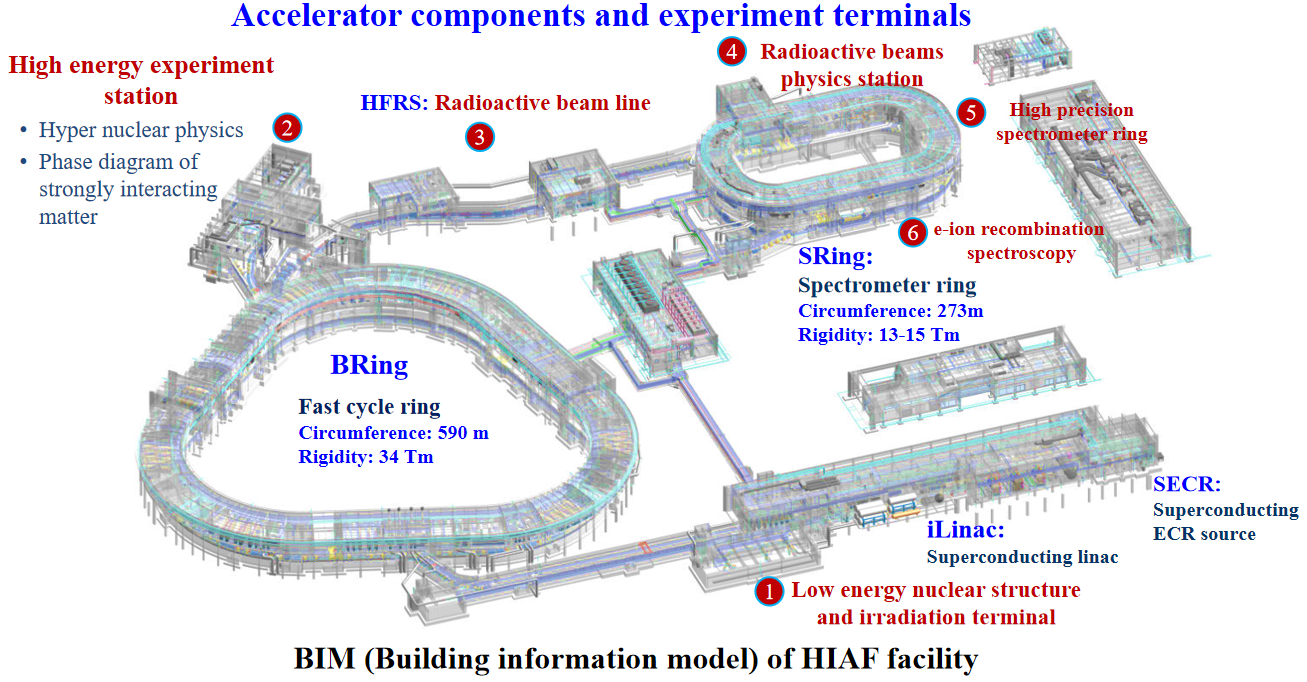 Accelerator components and experiment terminals
High energy experiment
station
• Hyper nuclear physics
• Phase diagram of
strongly interacting
matter
2
HFRS: Radioactive beam line
3
4
Radioactive beams
physics station
5
High precision
spectrometer ring
6
e-ion recombination
spectroscopy
SRing:
Spectrometer ring
Circumference: 273m
Rigidity: 13-15 Tm
BRing
Fast cycle ring
Circumference: 590 m
Rigidity: 34 Tm
SECR:
Superconducting
ECR source
iLinac:
Superconducting linac
1
Low energy nuclear structure
and irradiation terminal
BIM (Building information model) of HIAF facility